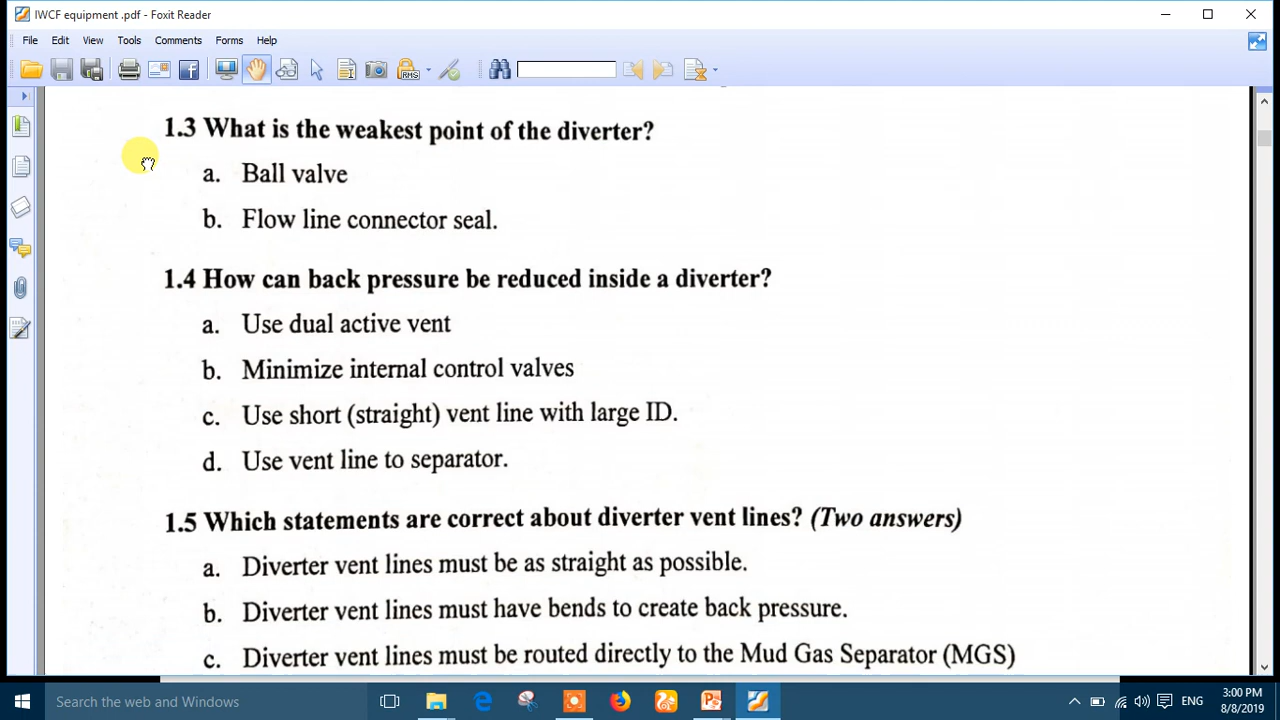 IWCF equipment .pdf - Foxit Reader
File Edit View Tools Comments Forms Help
RMS
1.3 What is the weakest point of the diverter?
a. Ball valve
b. Flow line connector seal.
1.4 How can back pressure be reduced inside a diverter?
a. Use dual active vent
b. Minimize internal control valves
c. Use short (straight) vent line with large ID.
d. Use vent line to separator.
1.5 Which statements are correct about diverter vent lines? (Two answers)
a. Diverter vent lines must be as straight as possible.
b. Diverter vent lines must have bends to create back pressure.
c. Diverter vent lines must be routed directly to the Mud Gas Separator (MGS)
Search the web and Windows
ENG
3:00 PM
8/8/2019